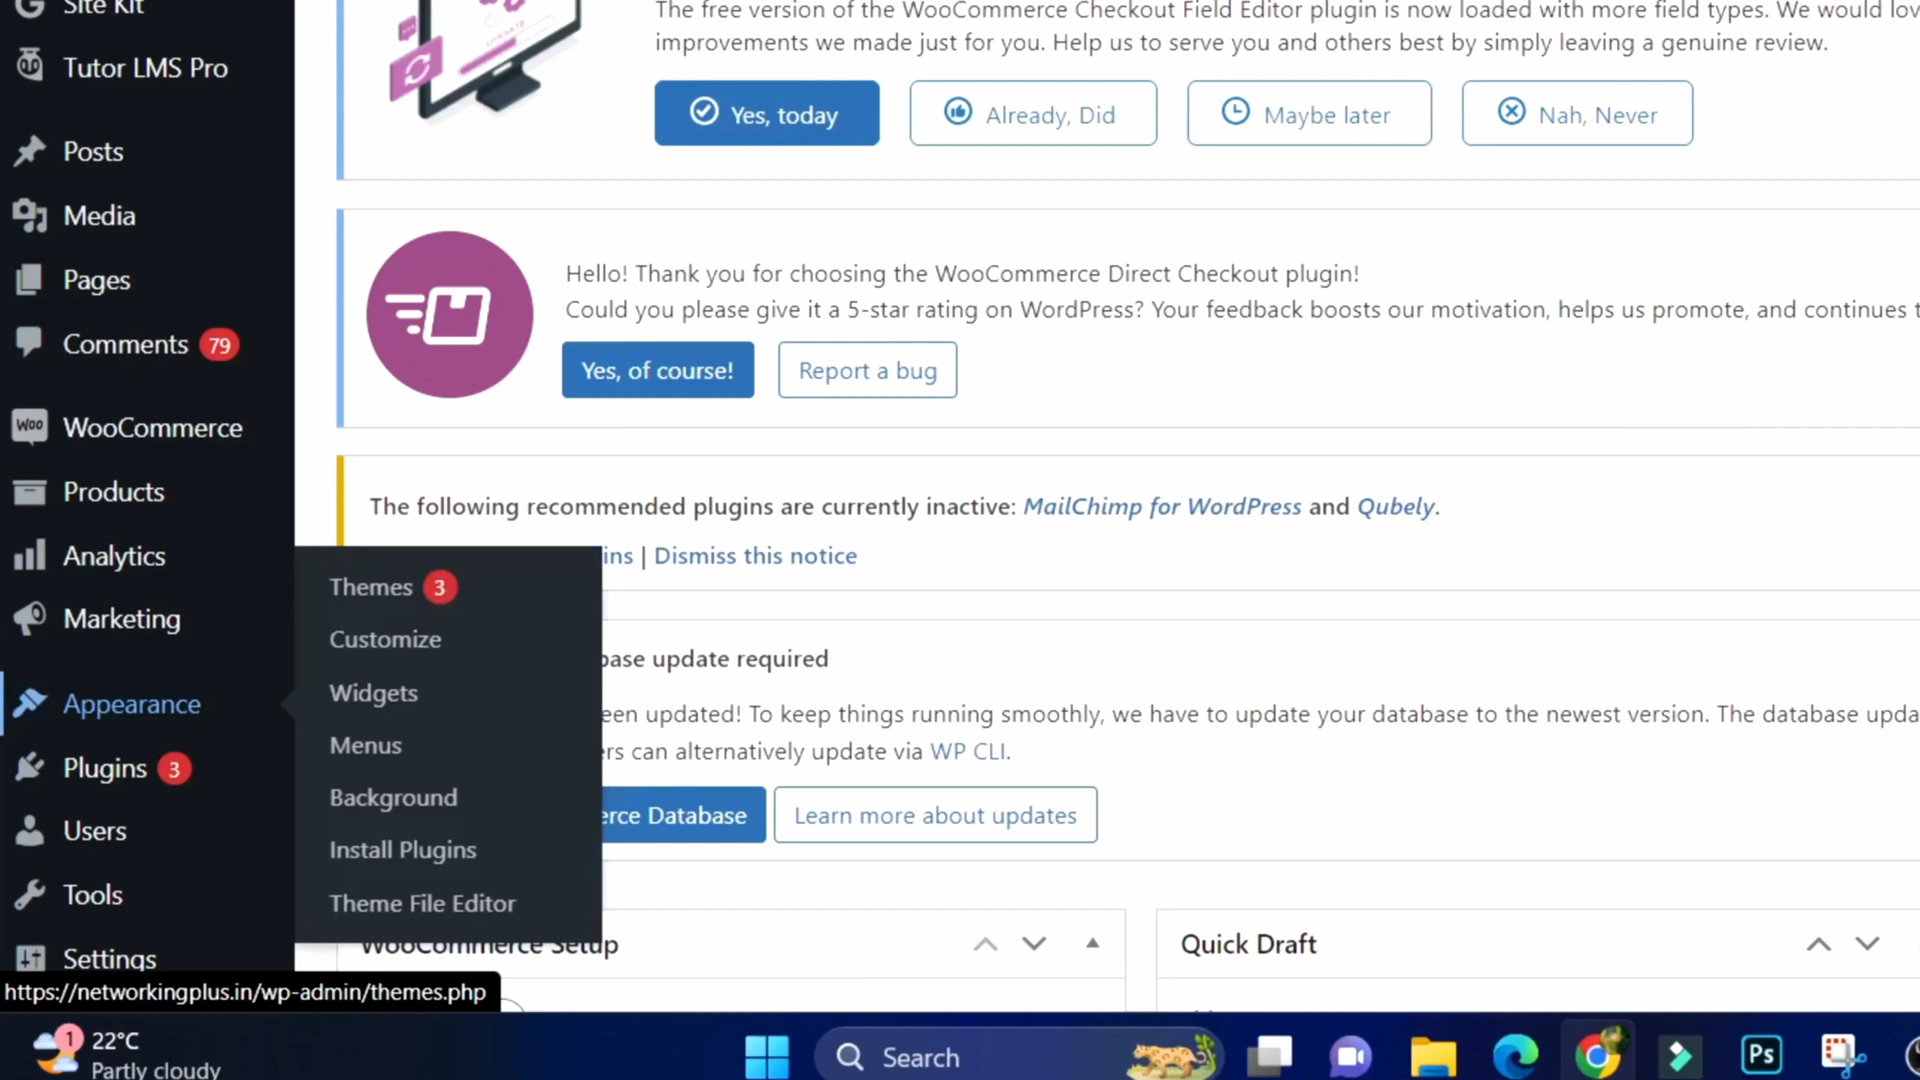 Site Kit
Tutor LMS Pro
Posts
Media
Pages
Comments 79
WooCommerce
Products
Analytics
Marketing
Appearance
Plugins 3
Users
Tools
Settings
Themes 3
Customize
Widgets
Menus
Background
Install Plugins
Theme File Editor
The free version of the WooCommerce Checkout Field Editor plugin is now loaded with more field types. We would lov
improvements we made just for you. Help us to serve you and others best by simply leaving a genuine review.
Yes, today
Already, Did
Maybe later
Nah, Never
Hello! Thank you for choosing the WooCommerce Direct Checkout plugin!
Could you please give it a 5-star rating on WordPress? Your feedback boosts our motivation, helps us promote, and continues t
Yes, of course!
Report a bug
The following recommended plugins are currently inactive: MailChimp for WordPress and Qubely.
ins | Dismiss this notice
base update required
een updated! To keep things running smoothly, we have to update your database to the newest version. The database upda
rs can alternatively update via WP CLI.
erce Database
Learn more about updates
WooCommerce Setup
Quick Draft
https://networkingplus.in/wp-admin/themes.php
1
22°C
Partly cloudy
Search
Ps